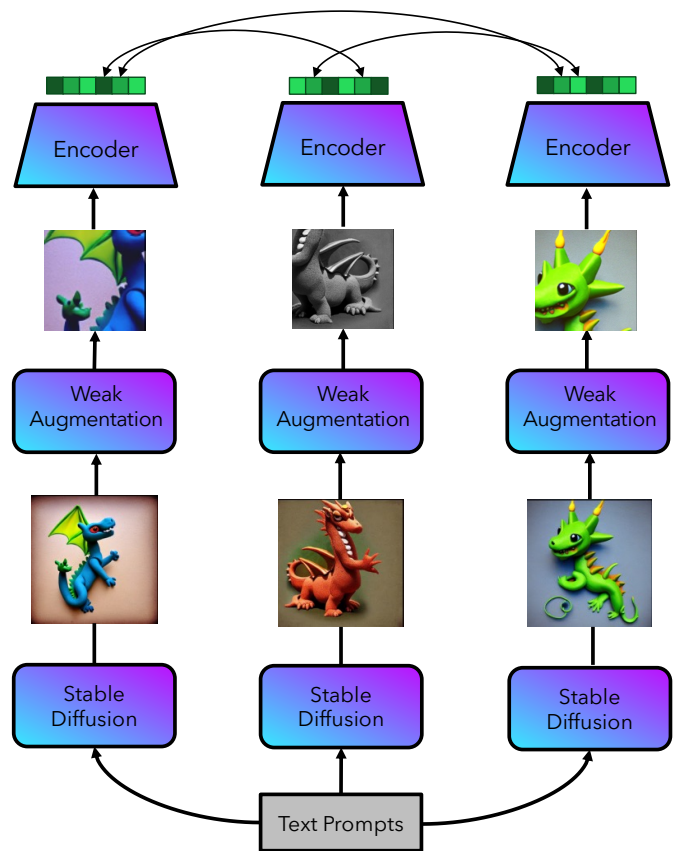 Encoder
Encoder
Encoder
Weak
Augmentation
Weak
Augmentation
Weak
Augmentation
Stable
Diffusion
Stable
Diffusion
Stable
Diffusion
Text Prompts